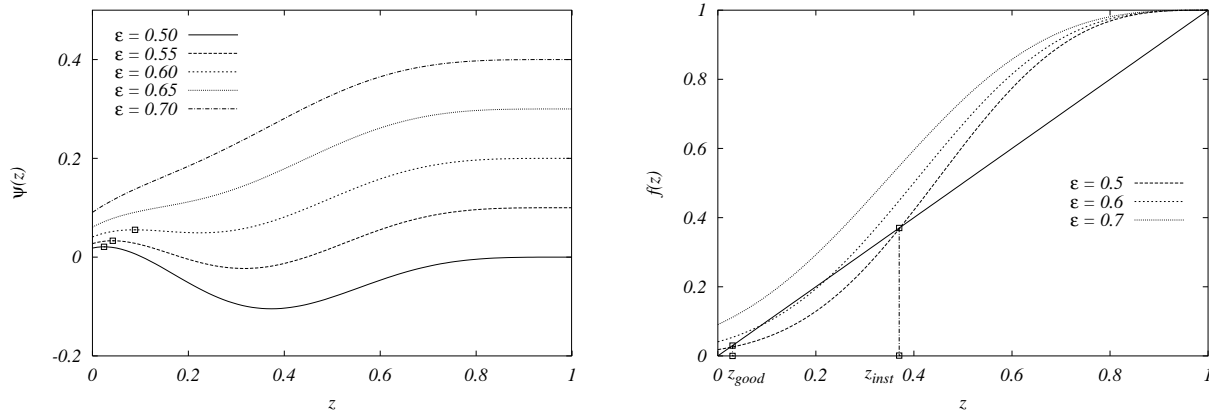 ε = 0.50
ε = 0.55
ε = 0.60
ε = 0.65
ε = 0.70
0.4
0.2
0
-0.2
ψ(z)
0 0.2 0.4 0.6 0.8 1
z
1
0.8
0.6
0.4
0.2
0
f(z)
ε = 0.5
ε = 0.6
ε = 0.7
0 z_good 0.2 z_inst 0.4 0.6 0.8 1
z